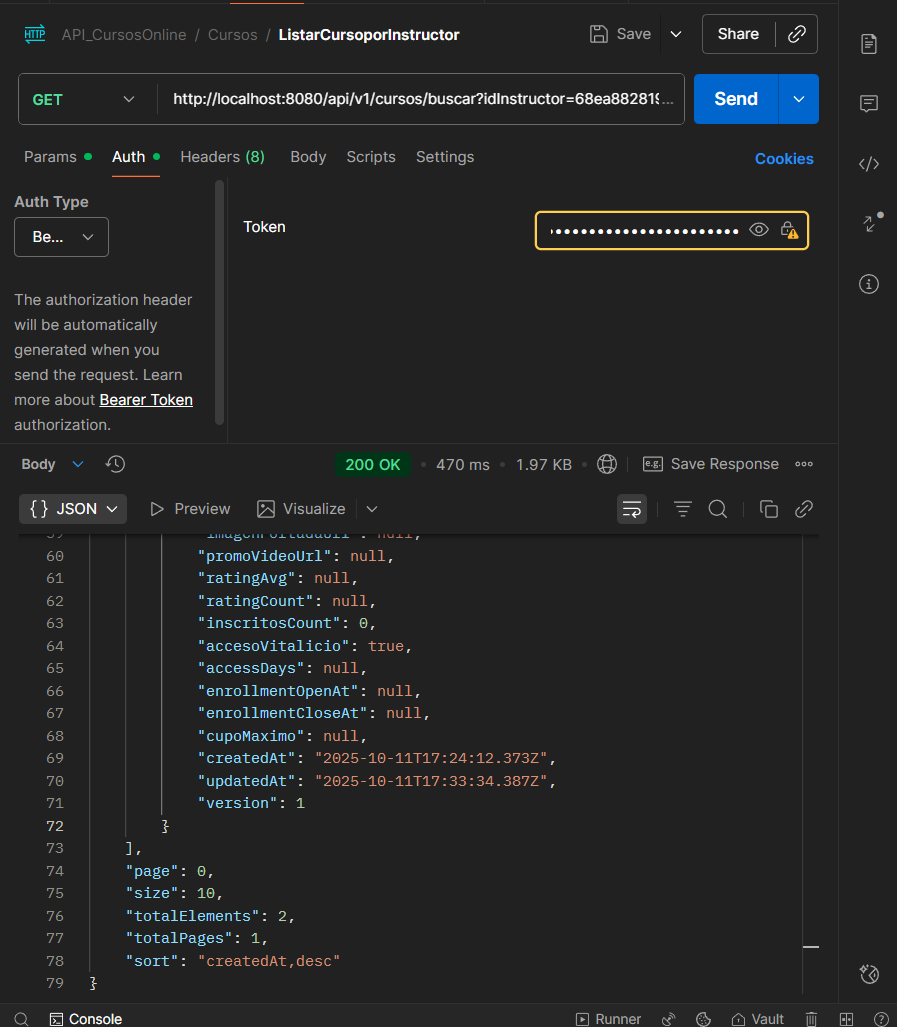 HTTP API_CursosOnline / Cursos / ListarCursoporInstructor Save Share
GET http://localhost:8080/api/v1/cursos/buscar?idInstructor=68ea882819... Send
Params Auth Headers (8) Body Scripts Settings Cookies
Auth Type
Be...
Token
The authorization header
will be automatically
generated when you
send the request. Learn
more about Bearer Token
authorization.
Body 200 OK 470 ms 1.97 KB e.g. Save Response
{} JSON Preview Visualize
60 "promoVideoUrl": null,
61 "ratingAvg": null,
62 "ratingCount": null,
63 "inscritosCount": 0,
64 "accesoVitalicio": true,
65 "accessDays": null,
66 "enrollmentOpenAt": null,
67 "enrollmentCloseAt": null,
68 "cupoMaximo": null,
69 "createdAt": "2025-10-11T17:24:12.373Z",
70 "updatedAt": "2025-10-11T17:33:34.387Z",
71 "version": 1
72 }
73 ],
74 "page": 0,
75 "size": 10,
76 "totalElements": 2,
77 "totalPages": 1,
78 "sort": "createdAt,desc"
79 }
Console Runner Vault